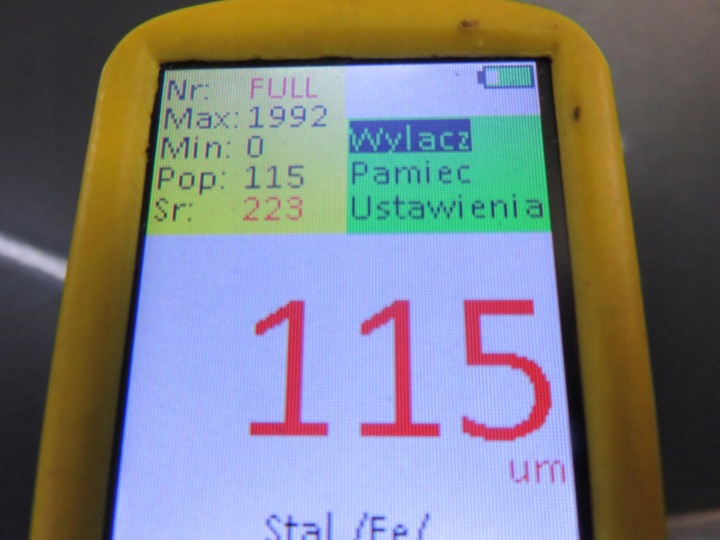 Nr: FULL
Max: 1992
Min: 0
Pop: 115
Sr: 223
Wylacz
Pamiec
Ustawienia
115
um
Stal /Fe/